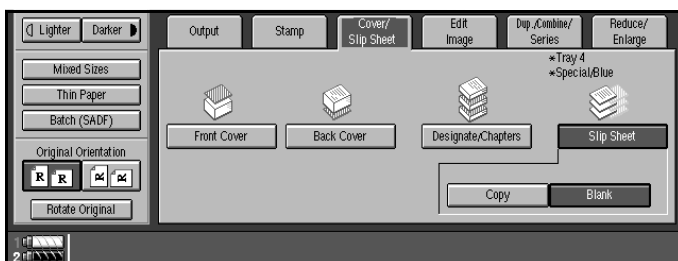 Lighter Darker
Mixed Sizes
Thin Paper
Batch (SADF)
Original Orientation
R R R R
Rotate Original
Output
Stamp
Cover/
Slip Sheet
Edit
Image
Dup./Combine/
Series
Reduce/
Enlarge
*Tray 4
*Special/Blue
Front Cover
Back Cover
Designate/Chapters
Slip Sheet
Copy
Blank
1
2